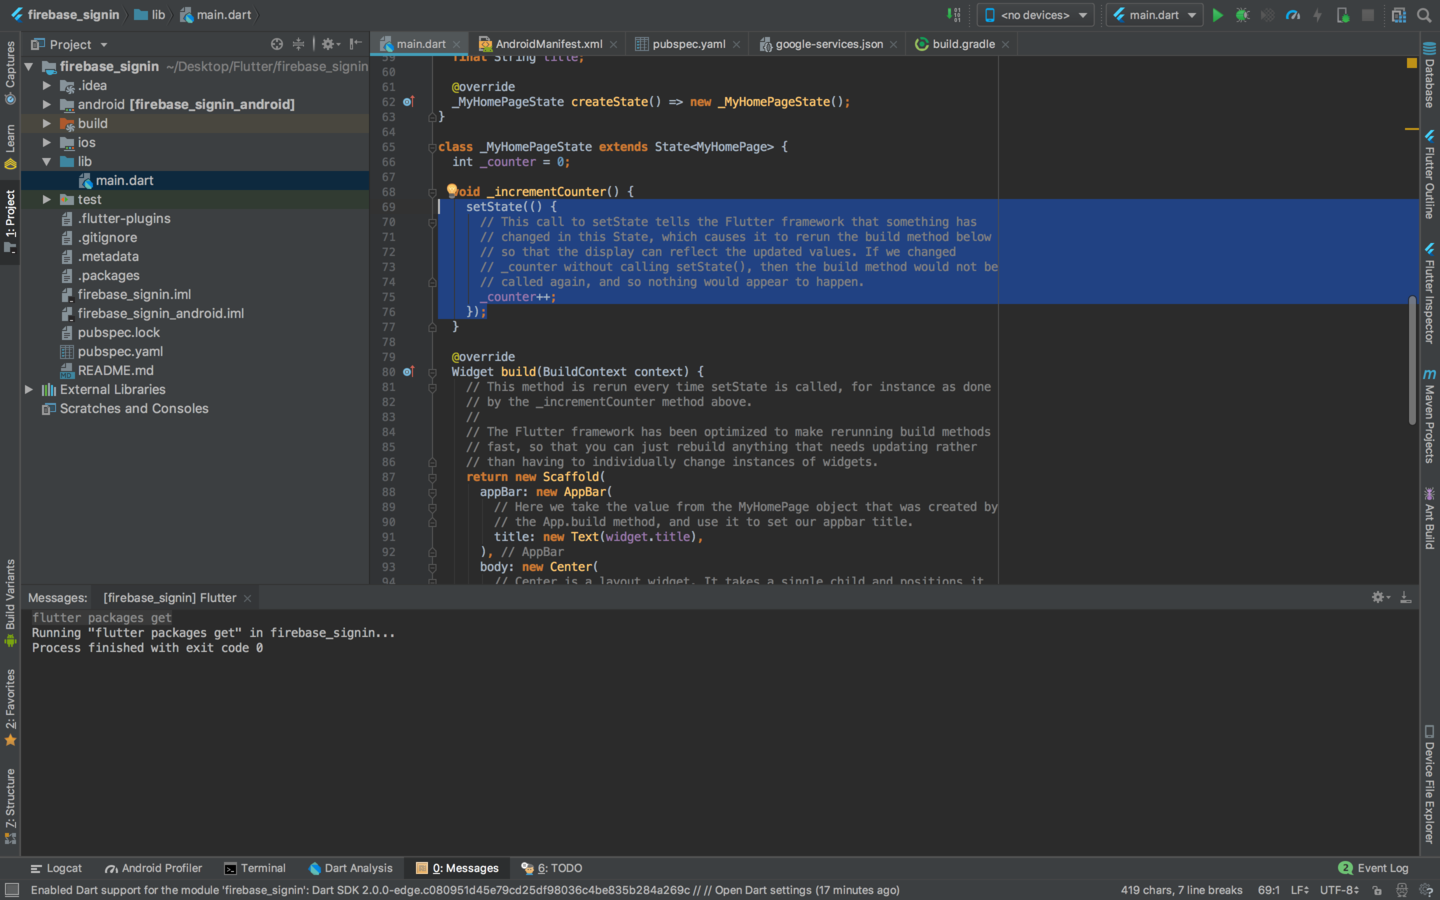 firebase_signin lib main.dart <no devices> main.dart
Project
main.dart AndroidManifest.xml pubspec.yaml google-services.json build.gradle
firebase_signin ~/Desktop/Flutter/firebase_signin
.idea
android [firebase_signin_android]
build
ios
lib
main.dart
test
.flutter-plugins
.gitignore
.metadata
.packages
firebase_signin.iml
firebase_signin_android.iml
pubspec.lock
pubspec.yaml
README.md
External Libraries
Scratches and Consoles
59 final String title;
60
61 @override
62 _MyHomePageState createState() => new _MyHomePageState();
63 }
64
65 class _MyHomePageState extends State<MyHomePage> {
66 int _counter = 0;
67
68 void _incrementCounter() {
69 setState(() {
70 // This call to setState tells the Flutter framework that something has
71 // changed in this State, which causes it to rerun the build method below
72 // so that the display can reflect the updated values. If we changed
73 // _counter without calling setState(), then the build method would not be
74 // called again, and so nothing would appear to happen.
75 _counter++;
76 });
77 }
78
79 @override
80 Widget build(BuildContext context) {
81 // This method is rerun every time setState is called, for instance as done
82 // by the _incrementCounter method above.
83 //
84 // The Flutter framework has been optimized to make rerunning build methods
85 // fast, so that you can just rebuild anything that needs updating rather
86 // than having to individually change instances of widgets.
87 return new Scaffold(
88 appBar: new AppBar(
89 // Here we take the value from the MyHomePage object that was created by
90 // the App.build method, and use it to set our appbar title.
91 title: new Text(widget.title),
92 ), // AppBar
93 body: new Center(
94 // Center is a layout widget. It takes a single child and positions it
Captures
Learn
1: Project
Build Variants
2: Favorites
Z: Structure
Database
Flutter Outline
Flutter Inspector
m Maven Projects
Ant Build
Device File Explorer
Messages: [firebase_signin] Flutter
flutter packages get
Running "flutter packages get" in firebase_signin...
Process finished with exit code 0
Logcat Android Profiler Terminal Dart Analysis 0: Messages 6: TODO 2 Event Log
Enabled Dart support for the module 'firebase_signin': Dart SDK 2.0.0-edge.c080951d45e79cd25df98036c4be835b284a269c // // Open Dart settings (17 minutes ago) 419 chars, 7 line breaks 69:1 LF UTF-8